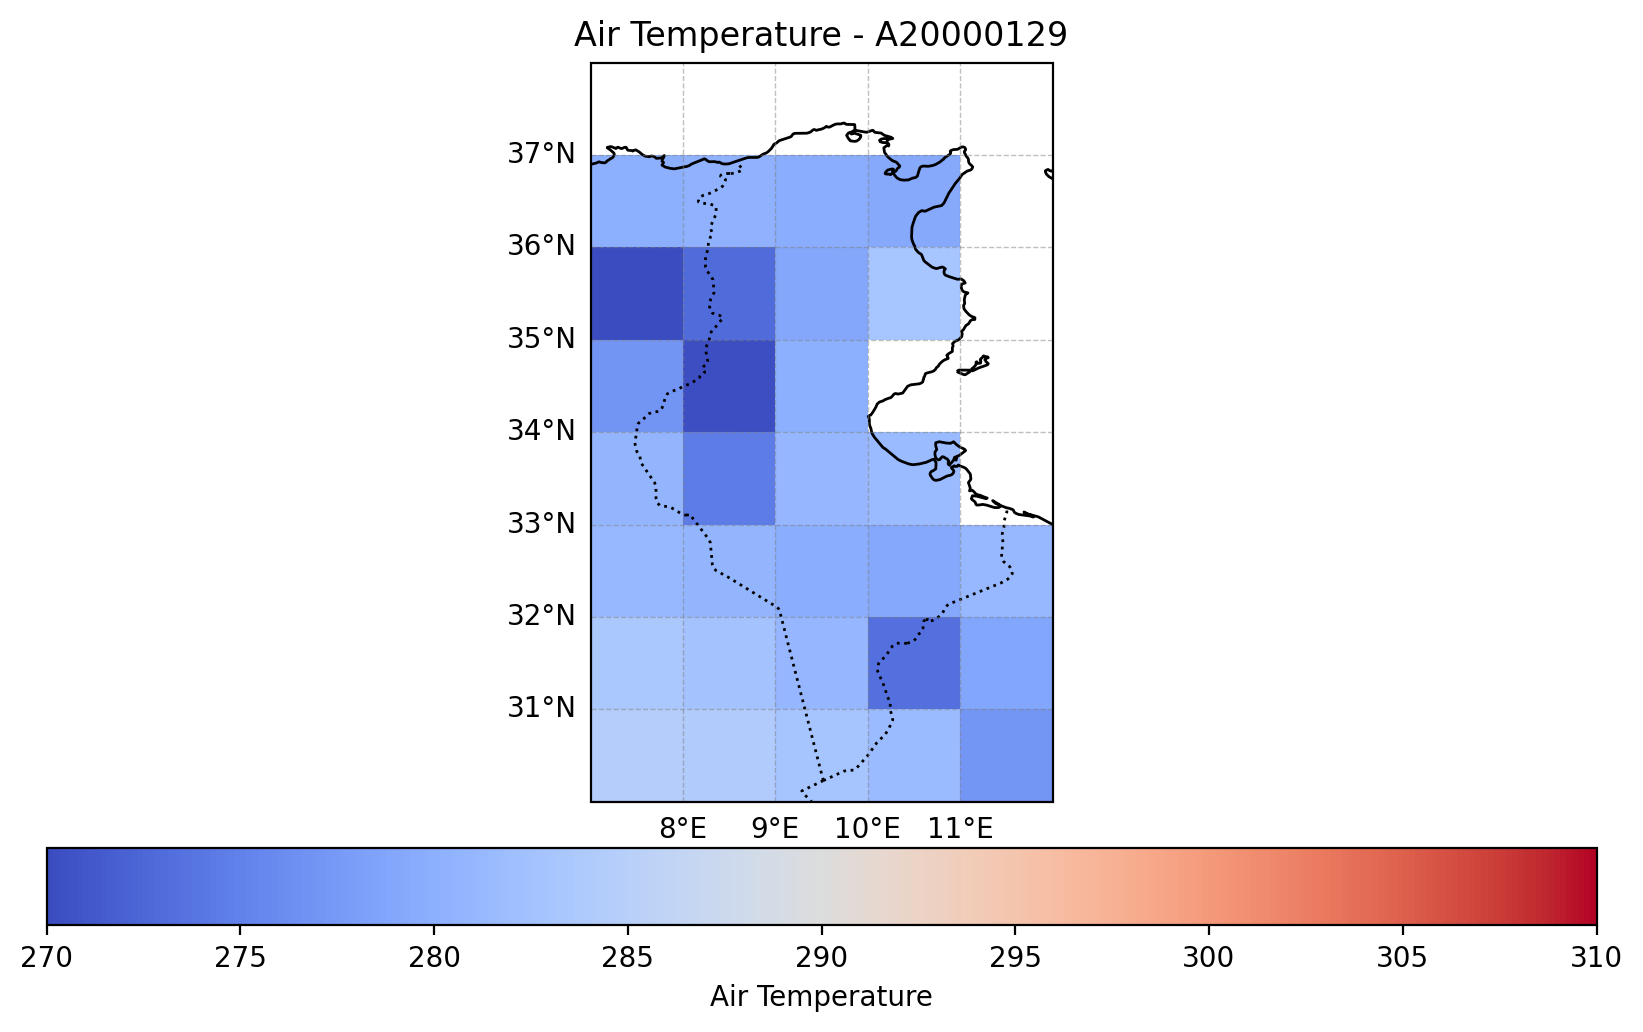 Air Temperature - A20000129
37°N
36°N
35°N
34°N
33°N
32°N
31°N
8°E 9°E 10°E 11°E
270 275 280 285 290 295 300 305 310
Air Temperature